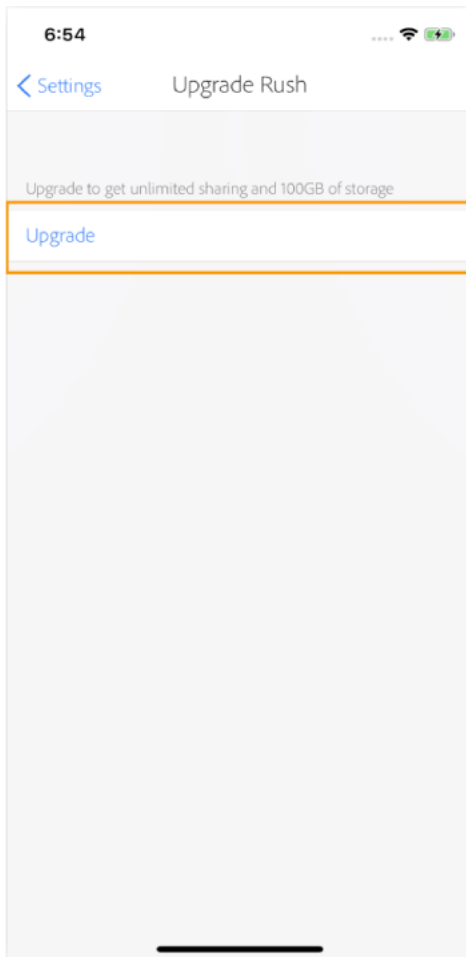 6:54
Settings
Upgrade Rush
Upgrade to get unlimited sharing and 100GB of storage
Upgrade